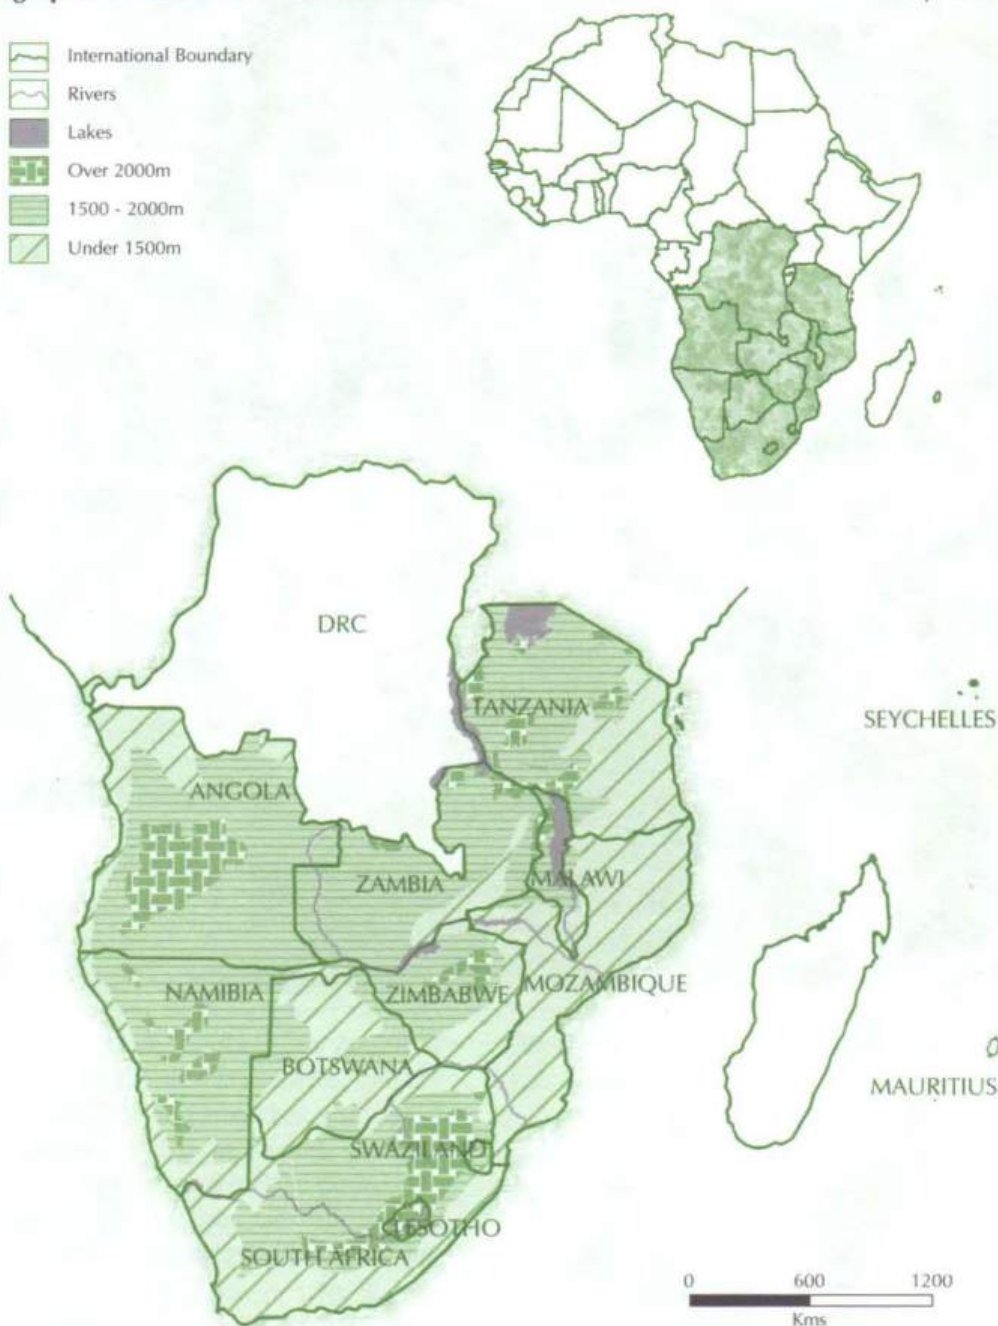 International Boundary
Rivers
Lakes
Over 2000m
1500 - 2000m
Under 1500m
DRC
TANZANIA
SEYCHELLES
ANGOLA
ZAMBIA
MALAWI
NAMIBIA
ZIMBABWE
MOZAMBIQUE
BOTSWANA
MAURITIUS
SWAZILAND
LESOTHO
SOUTH AFRICA
0 600 1200
Kms